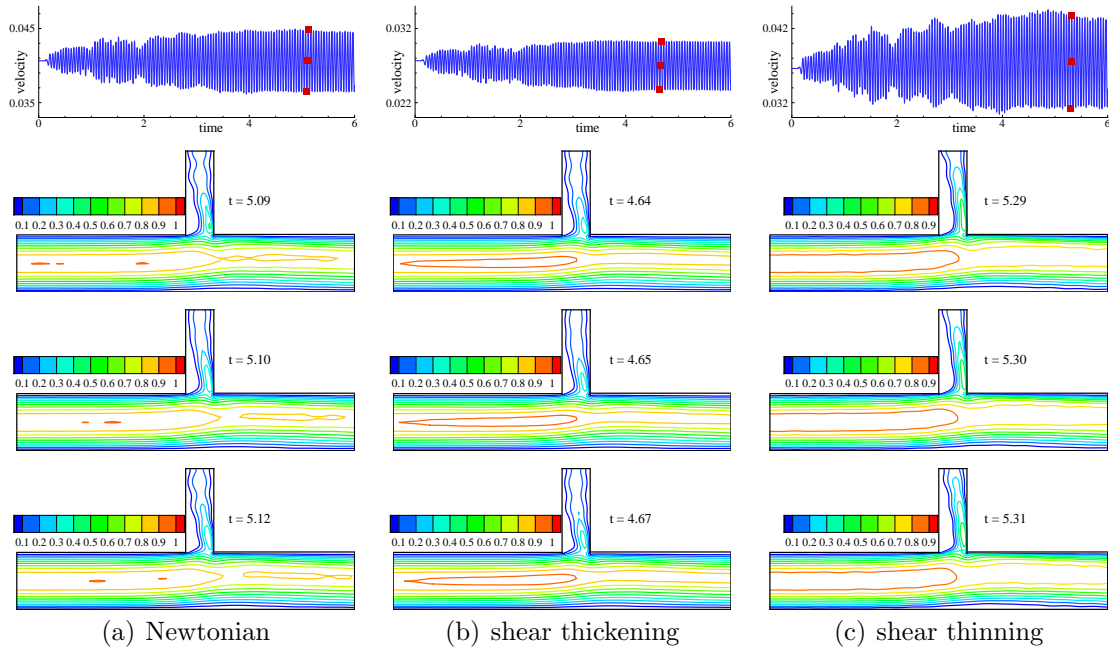 0.045
velocity
0.035
0 2 4 6
time
0.032
velocity
0.022
0 2 4 6
time
0.042
velocity
0.032
0 2 4 6
time
t = 5.09
0.1 0.2 0.3 0.4 0.5 0.6 0.7 0.8 0.9 1
t = 4.64
0.1 0.2 0.3 0.4 0.5 0.6 0.7 0.8 0.9 1
t = 5.29
0.1 0.2 0.3 0.4 0.5 0.6 0.7 0.8 0.9
t = 5.10
0.1 0.2 0.3 0.4 0.5 0.6 0.7 0.8 0.9 1
t = 4.65
0.1 0.2 0.3 0.4 0.5 0.6 0.7 0.8 0.9 1
t = 5.30
0.1 0.2 0.3 0.4 0.5 0.6 0.7 0.8 0.9
t = 5.12
0.1 0.2 0.3 0.4 0.5 0.6 0.7 0.8 0.9 1
t = 4.67
0.1 0.2 0.3 0.4 0.5 0.6 0.7 0.8 0.9 1
t = 5.31
0.1 0.2 0.3 0.4 0.5 0.6 0.7 0.8 0.9
(a) Newtonian
(b) shear thickening
(c) shear thinning